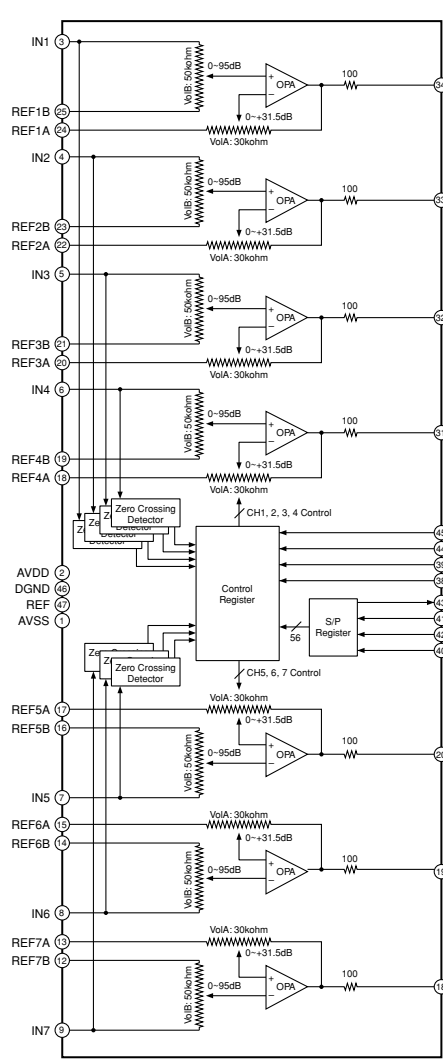 IN1 3
VolB: 50kohm
0~95dB
+
−
OPA
100
34
REF1B 25
0~+31.5dB
REF1A 24
VolA: 30kohm
IN2 4
VolB: 50kohm
0~95dB
+
−
OPA
100
33
REF2B 23
0~+31.5dB
REF2A 22
VolA: 30kohm
IN3 5
VolB: 50kohm
0~95dB
+
−
OPA
100
32
REF3B 21
0~+31.5dB
REF3A 20
VolA: 30kohm
IN4 6
VolB: 50kohm
0~95dB
+
−
OPA
100
31
REF4B 19
0~+31.5dB
REF4A 18
VolA: 30kohm
Zero Crossing
Detector
CH1, 2, 3, 4 Control
45
44
39
38
AVDD 2
DGND 46
REF 47
AVSS 1
Control
Register
56
S/P
Register
43
41
42
40
Zero Crossing
Detector
CH5, 6, 7 Control
REF5A 17
VolA: 30kohm
REF5B 16
0~+31.5dB
VolB: 50kohm
0~95dB
+
−
OPA
100
20
IN5 7
REF6A 15
VolA: 30kohm
REF6B 14
0~+31.5dB
VolB: 50kohm
0~95dB
+
−
OPA
100
19
IN6 8
REF7A 13
VolA: 30kohm
REF7B 12
0~+31.5dB
VolB: 50kohm
0~95dB
+
−
OPA
100
18
IN7 9